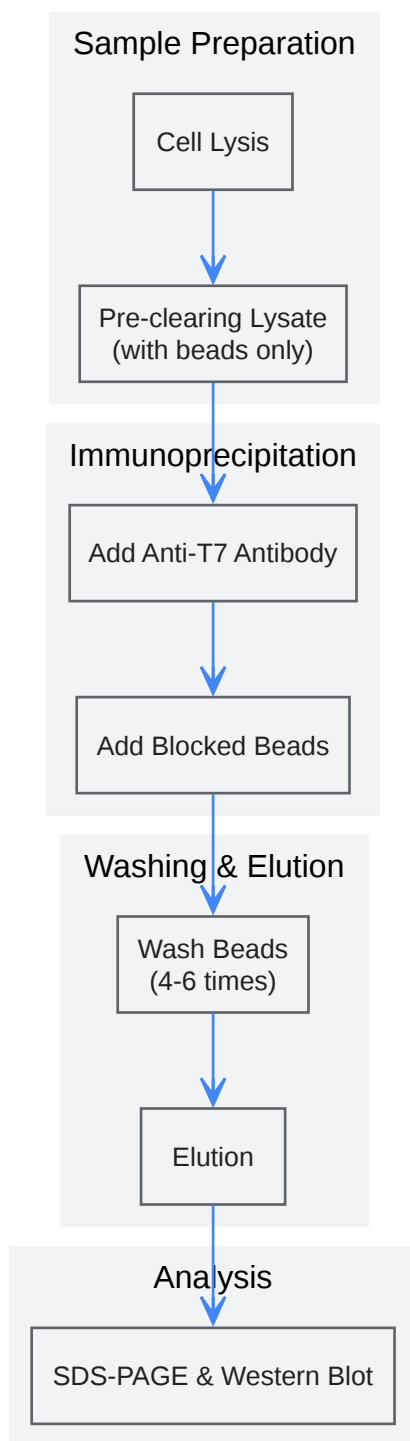 Sample Preparation
Cell Lysis
Pre-clearing Lysate
(with beads only)
Immunoprecipitation
Add Anti-T7 Antibody
Add Blocked Beads
Washing & Elution
Wash Beads
(4-6 times)
Elution
Analysis
SDS-PAGE & Western Blot